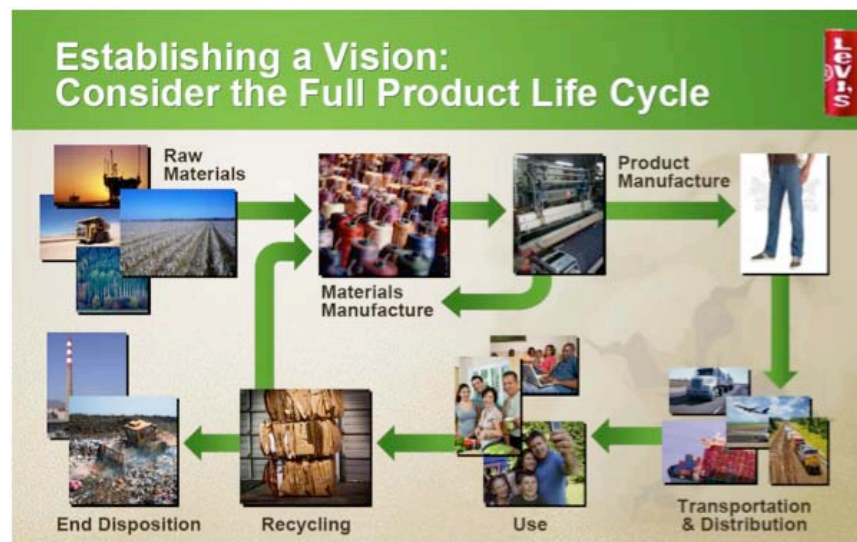 Establishing a Vision:
Consider the Full Product Life Cycle
Levi's
®
Raw
Materials
Product
Manufacture
Materials
Manufacture
End Disposition
Recycling
Use
Transportation
& Distribution